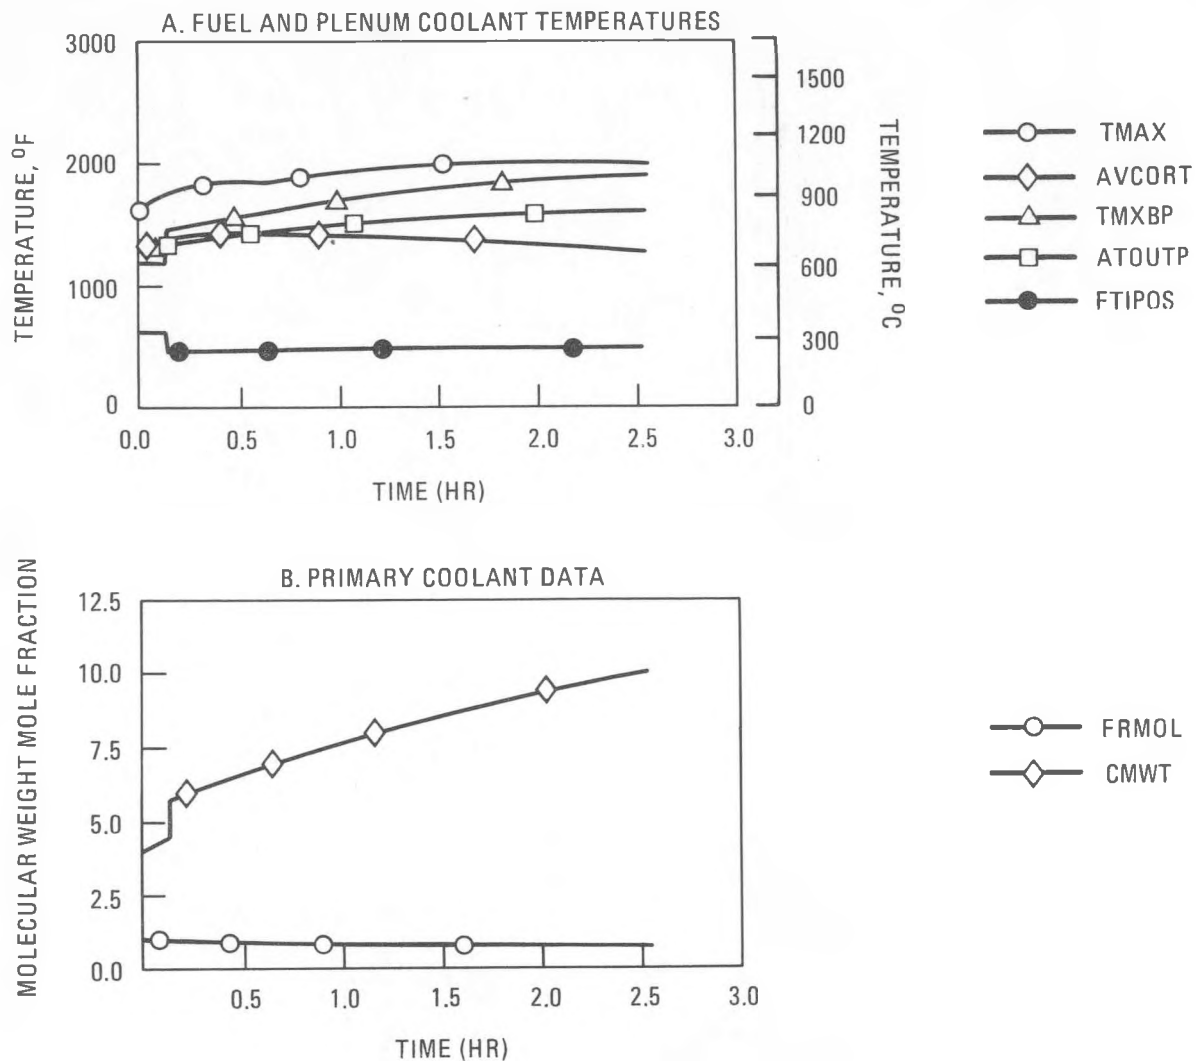 A. FUEL AND PLENUM COOLANT TEMPERATURES
TEMPERATURE, °F
3000
2000
1000
0
1500
1200
900
600
300
0
TEMPERATURE, °C
0.0 0.5 1.0 1.5 2.0 2.5 3.0
TIME (HR)
TMAX
AVCORT
TMXBP
ATOUTP
FTIPOS
B. PRIMARY COOLANT DATA
MOLECULAR WEIGHT MOLE FRACTION
12.5
10.0
7.5
5.0
2.5
0.0
0.5 1.0 1.5 2.0 2.5 3.0
TIME (HR)
FRMOL
CMWT